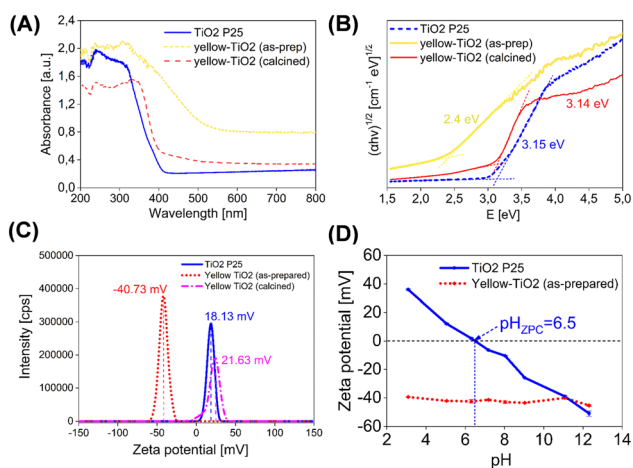 (A)
TiO2 P25
yellow-TiO2 (as-prep)
yellow-TiO2 (calcined)
Absorbance [a.u.]
2,4
2,0
1,6
1,2
0,8
0,4
0,0
200 300 400 500 600 700 800
Wavelength [nm]
(B)
TiO2 P25
yellow-TiO2 (as-prep)
yellow-TiO2 (calcined)
(αhν)1/2 [cm-1 eV]1/2
2.4 eV
3.14 eV
3.15 eV
1,5 2,0 2,5 3,0 3,5 4,0 4,5 5,0
E [eV]
(C)
TiO2 P25
Yellow TiO2 (as-prepared)
Yellow TiO2 (calcined)
Intensity [cps]
500000
400000
300000
200000
100000
0
-40.73 mV
18.13 mV
21.63 mV
-150 -100 -50 0 50 100 150
Zeta potential [mV]
(D)
TiO2 P25
Yellow-TiO2 (as-prepared)
Zeta potential [mV]
60
40
20
0
-20
-40
-60
pHZPC=6.5
2 4 6 8 10 12 14
pH